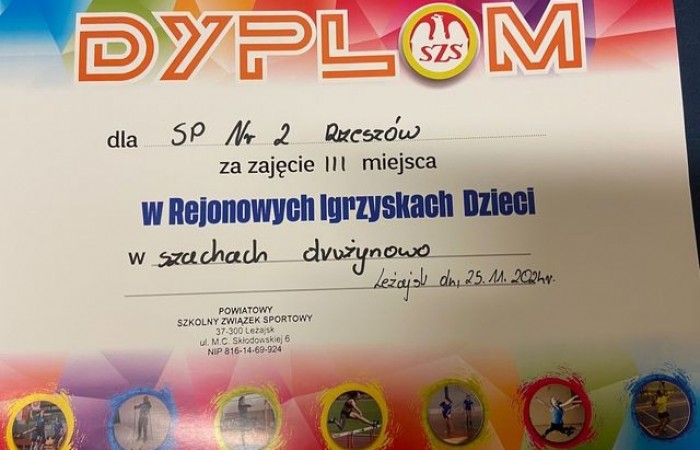 DYPLOM
SZS
dla SP Nr 2 Rzeszów
za zajęcie III miejsca
w Rejonowych Igrzyskach Dzieci
w szachach drużynowo
Leżajsk dn, 25.11.2024r.
POWIATOWY
SZKOLNY ZWIĄZEK SPORTOWY
37-300 Leżajsk
ul. M.C. Skłodowskiej 6
NIP 816-14-69-924